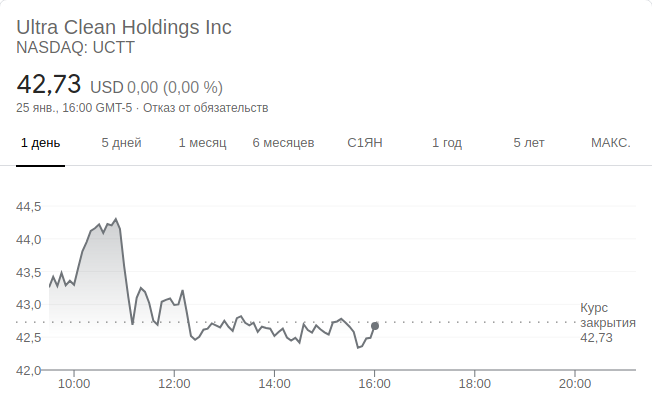 Ultra Clean Holdings Inc
NASDAQ: UCTT
42,73 USD 0,00 (0,00 %)
25 янв., 16:00 GMT-5 · Отказ от обязательств
1 день 5 дней 1 месяц 6 месяцев С1ЯН 1 год 5 лет МАКС.
44,5
44,0
43,5
43,0
42,5
42,0
Курс
закрытия
42,73
10:00 12:00 14:00 16:00 18:00 20:00